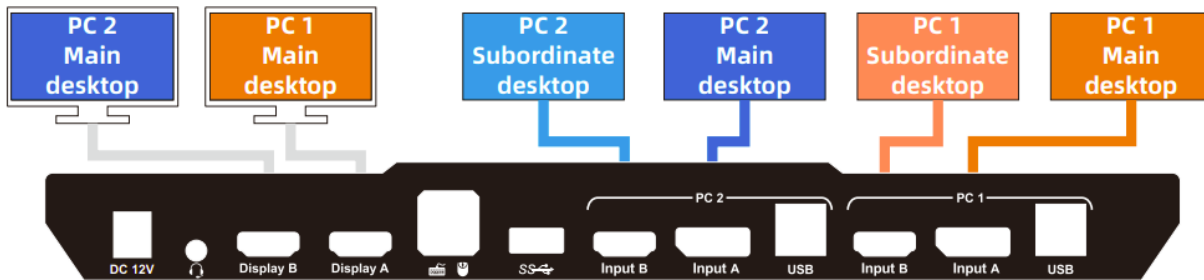 PC 2
Main
desktop
PC 1
Main
desktop
PC 2
Subordinate
desktop
PC 2
Main
desktop
PC 1
Subordinate
desktop
PC 1
Main
desktop
PC 2
PC 1
DC 12V
Display B
Display A
SS
Input B
Input A
USB
Input B
Input A
USB